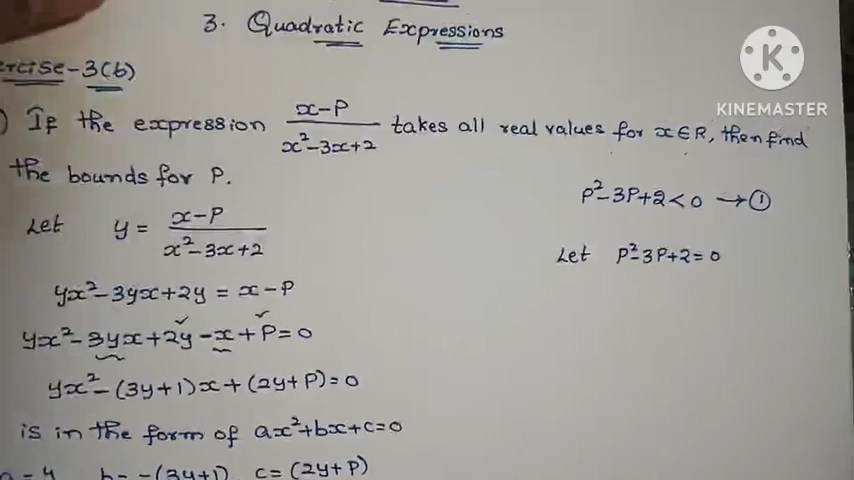 3. Quadratic Expressions
KINEMASTER
ercise-3(b)
) If the expression x-P / x²-3x+2 takes all real values for x∈R, then find
the bounds for P.
Let y = x-P / x²-3x+2
yx²-3yx+2y = x-P
yx²-3yx+2y-x+P=0
yx²-(3y+1)x+(2y+P)=0
is in the form of ax²+bx+c=0
b=-(3y+1) c=(2y+P)
P²-3P+2<0 → ①
Let P²-3P+2=0